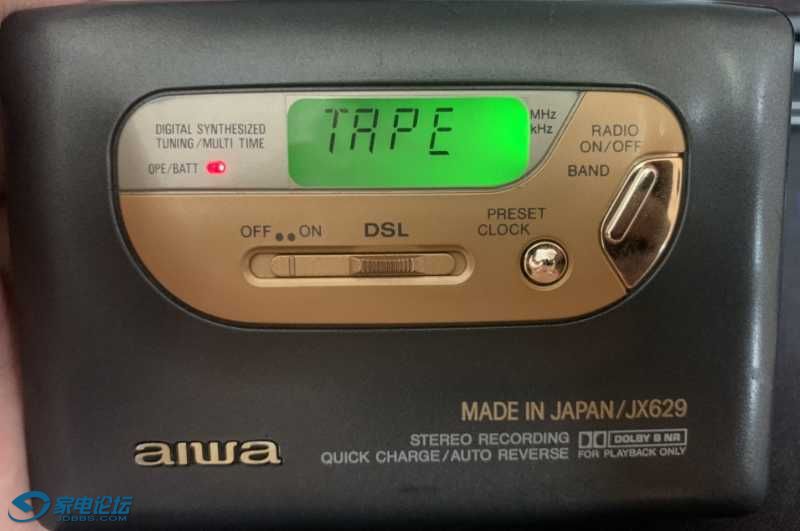 DIGITAL SYNTHESIZED
TUNING/MULTI TIME
OPE/BATT
TAPE
MHz
kHz
RADIO
ON/OFF
BAND
OFF ON
DSL
PRESET
CLOCK
MADE IN JAPAN/JX629
aiwa
STEREO RECORDING
QUICK CHARGE/AUTO REVERSE
DOLBY B NR
FOR PLAYBACK ONLY
家电论坛
JDBBS.COM